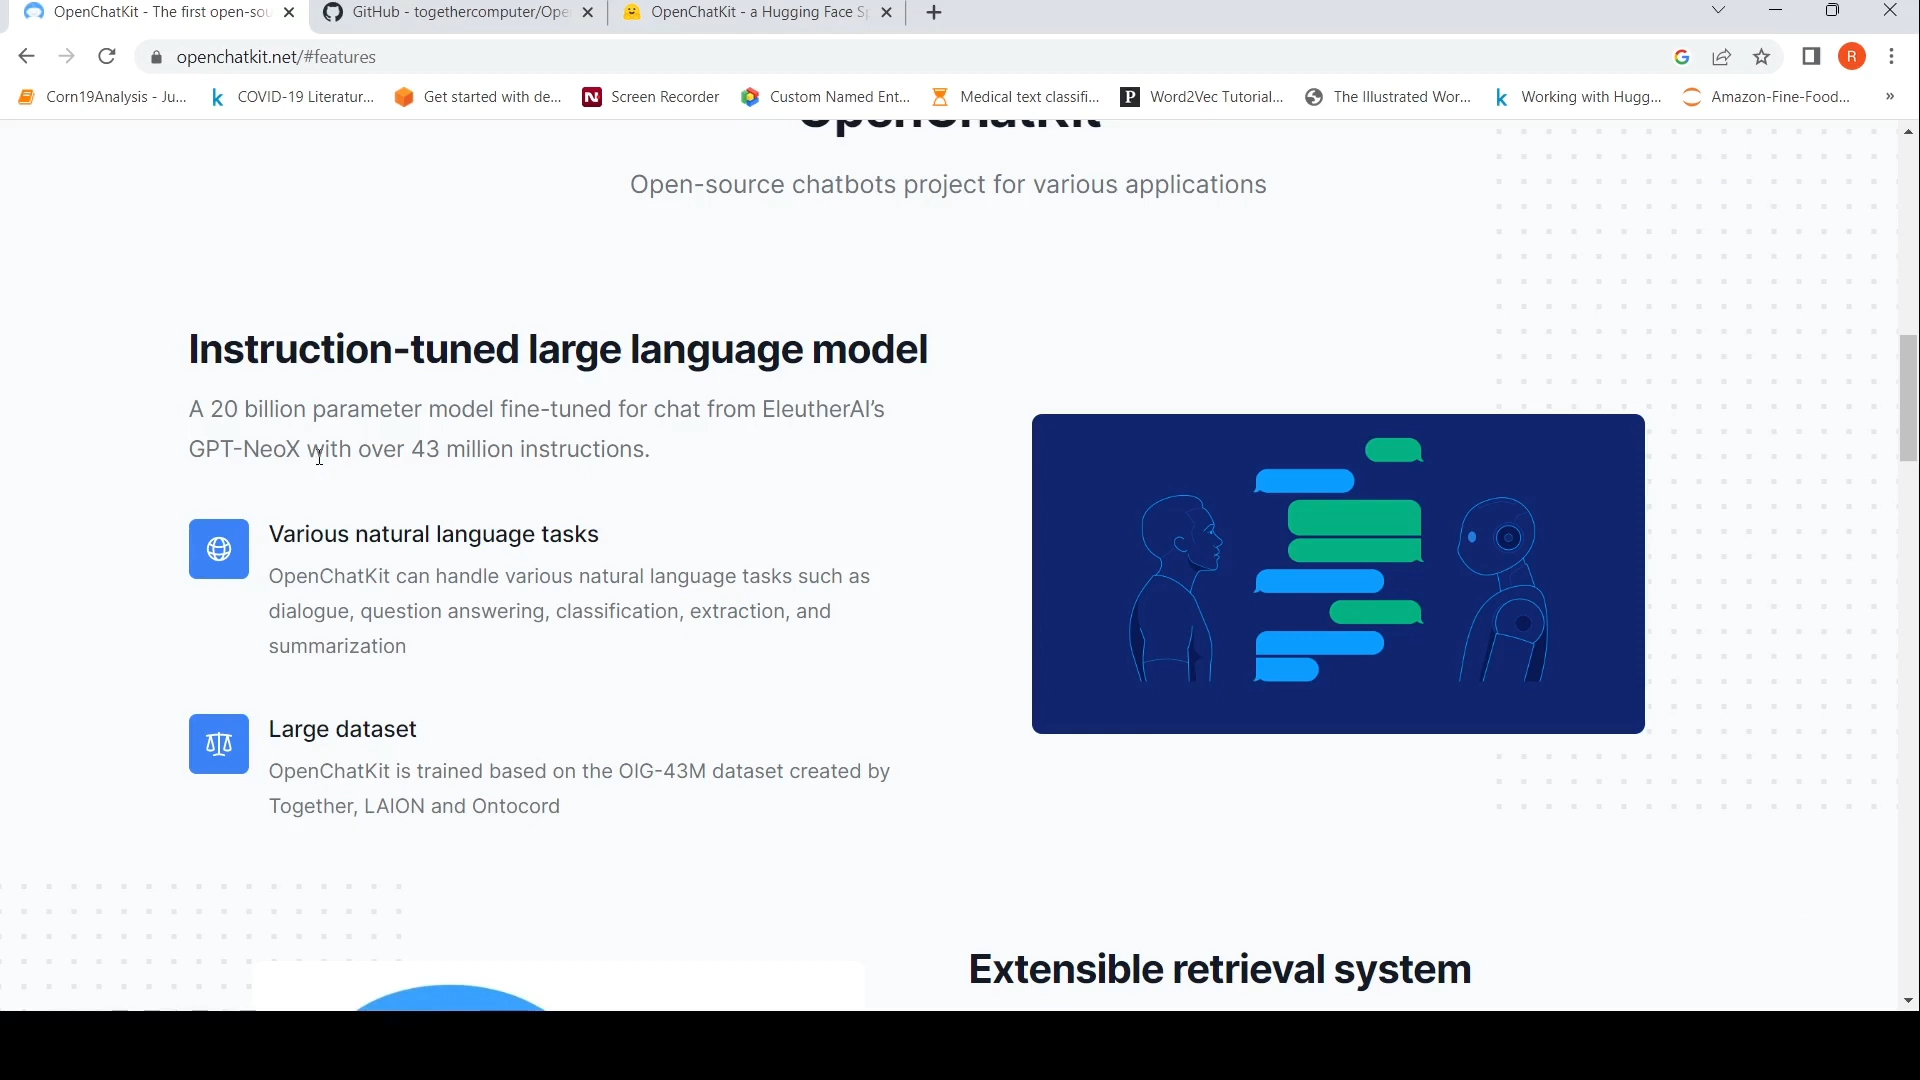 OpenChatKit - The first open-sou
GitHub - togethercomputer/Ope
OpenChatKit - a Hugging Face S
openchatkit.net/#features
R
Corn19Analysis - Ju...
COVID-19 Literatur...
Get started with de...
Screen Recorder
Custom Named Ent...
Medical text classifi...
Word2Vec Tutorial...
The Illustrated Wor...
Working with Hugg...
Amazon-Fine-Food...
»
OpenChatKit
Open-source chatbots project for various applications
Instruction-tuned large language model
A 20 billion parameter model fine-tuned for chat from EleutherAI's
GPT-NeoX with over 43 million instructions.
Various natural language tasks
OpenChatKit can handle various natural language tasks such as
dialogue, question answering, classification, extraction, and
summarization
Large dataset
OpenChatKit is trained based on the OIG-43M dataset created by
Together, LAION and Ontocord
Extensible retrieval system